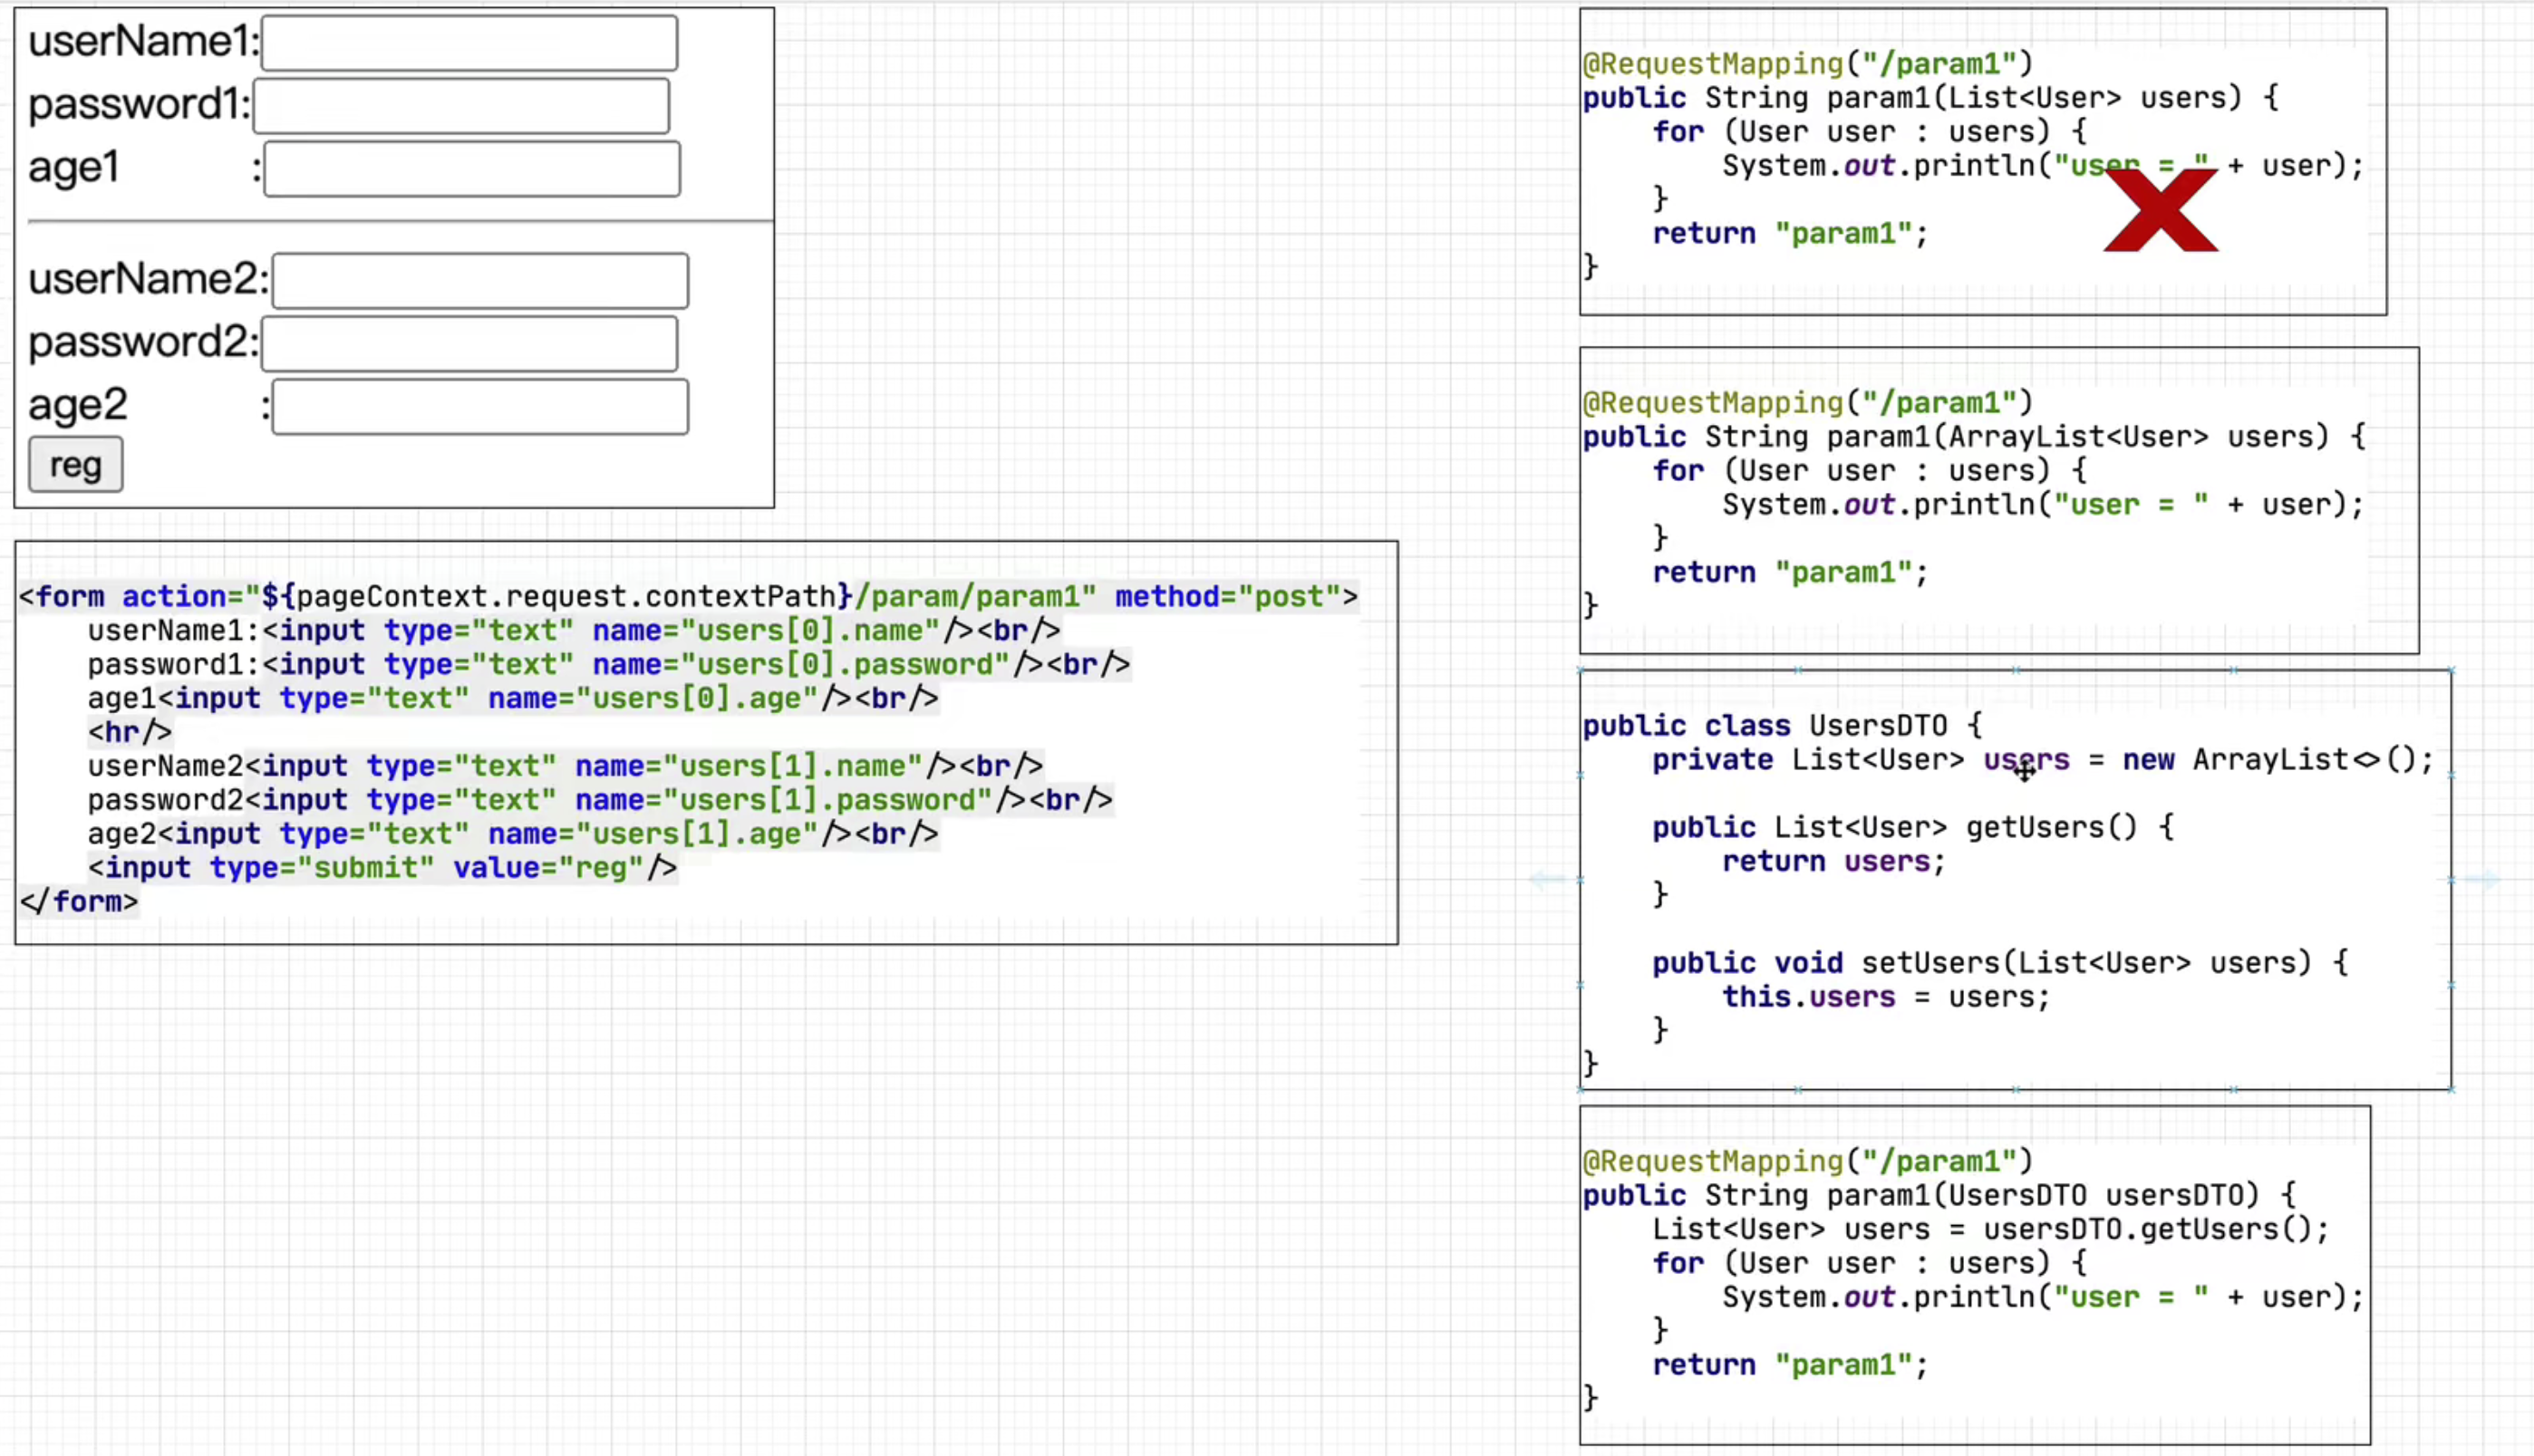 userName1:
password1:
age1 :
userName2:
password2:
age2 :
reg
<form action="${pageContext.request.contextPath}/param/param1" method="post">
userName1:<input type="text" name="users[0].name"/><br/>
password1:<input type="text" name="users[0].password"/><br/>
age1<input type="text" name="users[0].age"/><br/>
<hr/>
userName2<input type="text" name="users[1].name"/><br/>
password2<input type="text" name="users[1].password"/><br/>
age2<input type="text" name="users[1].age"/><br/>
<input type="submit" value="reg"/>
</form>
@RequestMapping("/param1")
public String param1(List<User> users) {
for (User user : users) {
System.out.println("user = " + user);
}
return "param1";
}
@RequestMapping("/param1")
public String param1(ArrayList<User> users) {
for (User user : users) {
System.out.println("user = " + user);
}
return "param1";
}
public class UsersDTO {
private List<User> users = new ArrayList<>();
public List<User> getUsers() {
return users;
}
public void setUsers(List<User> users) {
this.users = users;
}
}
@RequestMapping("/param1")
public String param1(UsersDTO usersDTO) {
List<User> users = usersDTO.getUsers();
for (User user : users) {
System.out.println("user = " + user);
}
return "param1";
}